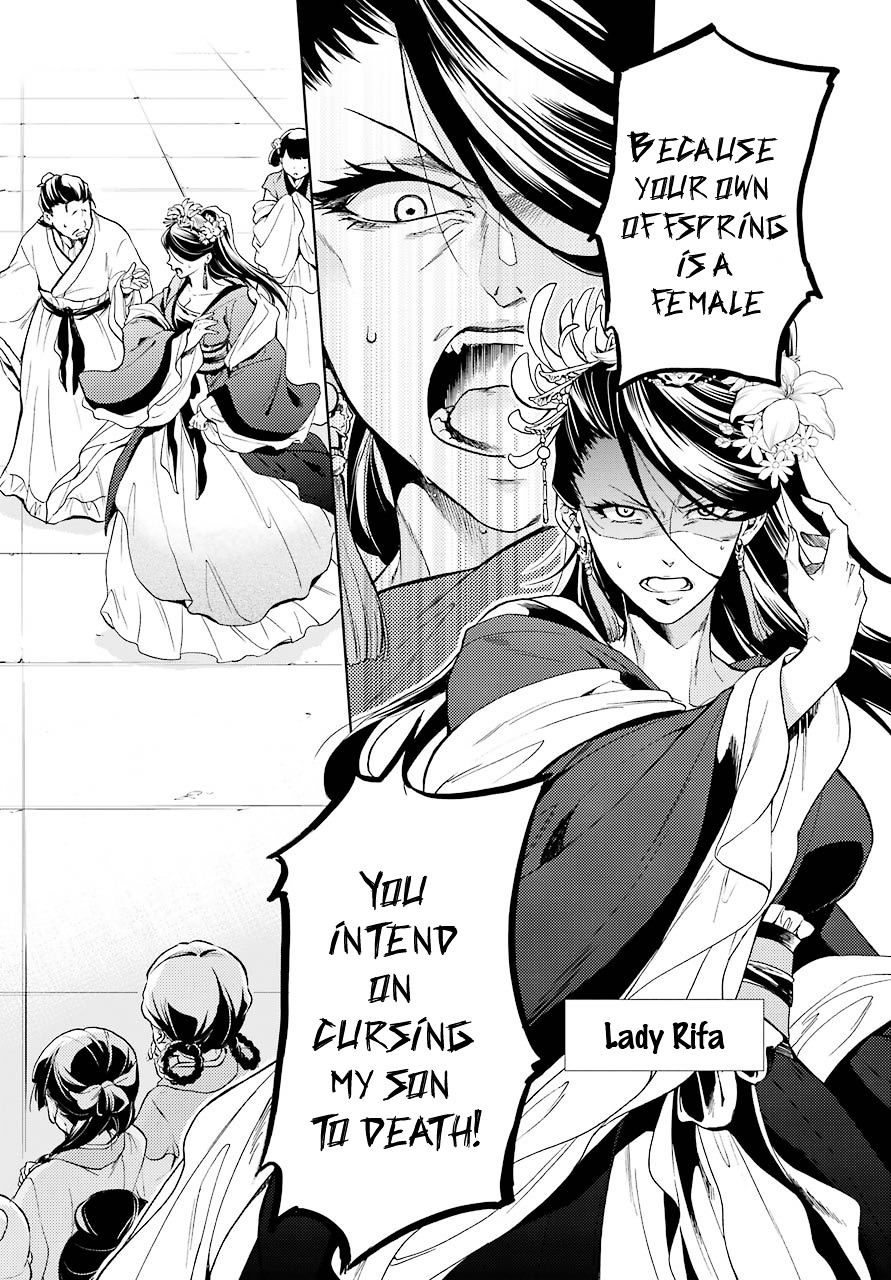 BECAUSE
YOUR OWN
OFFSPRING
IS A
FEMALE
YOU
INTEND
ON
CURSING
MY SON
TO DEATH!
Lady Rifa